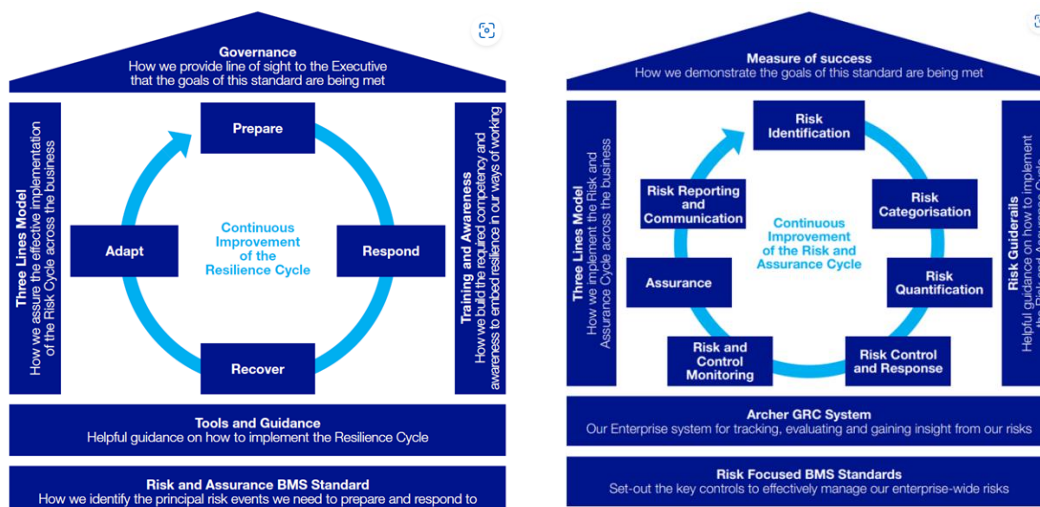 Governance
How we provide line of sight to the Executive
that the goals of this standard are being met
Three Lines Model
How we assure the effective implementation
of the Risk Cycle across the business
Prepare
Adapt
Continuous
Improvement
of the
Resilience Cycle
Respond
Recover
Training and Awareness
How we build the required competency and
awareness to embed resilience in our ways of working
Tools and Guidance
Helpful guidance on how to implement the Resilience Cycle
Risk and Assurance BMS Standard
How we identify the principal risk events we need to prepare and respond to
Measure of success
How we demonstrate the goals of this standard are being met
Three Lines Model
How we implement the Risk and
Assurance Cycle across the business
Risk
Identification
Risk Reporting
and
Communication
Continuous
Improvement
of the Risk and
Assurance Cycle
Risk
Categorisation
Assurance
Risk
Quantification
Risk and
Control
Monitoring
Risk Control
and Response
Risk Guiderails
Helpful guidance on how to implement
the Risk and Assurance Cycle
Archer GRC System
Our Enterprise system for tracking, evaluating and gaining insight from our risks
Risk Focused BMS Standards
Set-out the key controls to effectively manage our enterprise-wide risks